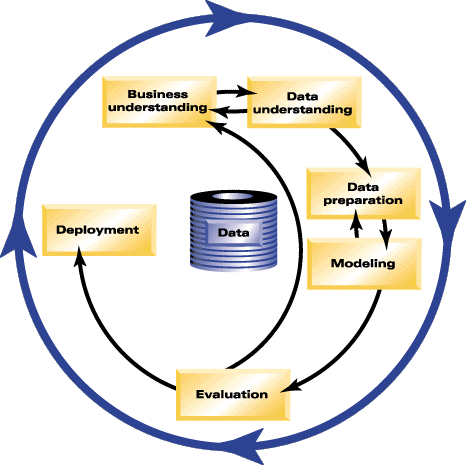 Business
understanding
Data
understanding
Data
preparation
Modeling
Data
Deployment
Evaluation